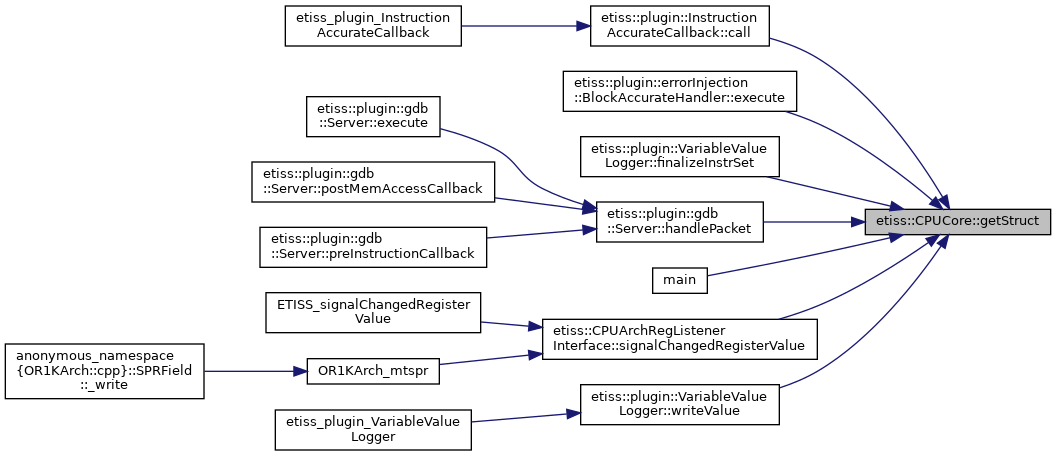 etiss_plugin_Instruction
AccurateCallback
etiss::plugin::Instruction
AccurateCallback::call
etiss::plugin::errorInjection
::BlockAccurateHandler::execute
etiss::plugin::gdb
::Server::execute
etiss::plugin::VariableValue
Logger::finalizeInstrSet
etiss::plugin::gdb
::Server::postMemAccessCallback
etiss::plugin::gdb
::Server::handlePacket
etiss::CPUCore::getStruct
etiss::plugin::gdb
::Server::preInstructionCallback
main
ETISS_signalChangedRegister
Value
etiss::CPUArchRegListener
Interface::signalChangedRegisterValue
anonymous_namespace
{OR1KArch::cpp}::SPRField
::_write
OR1KArch_mtspr
etiss::plugin::VariableValue
Logger::writeValue
etiss_plugin_VariableValue
Logger